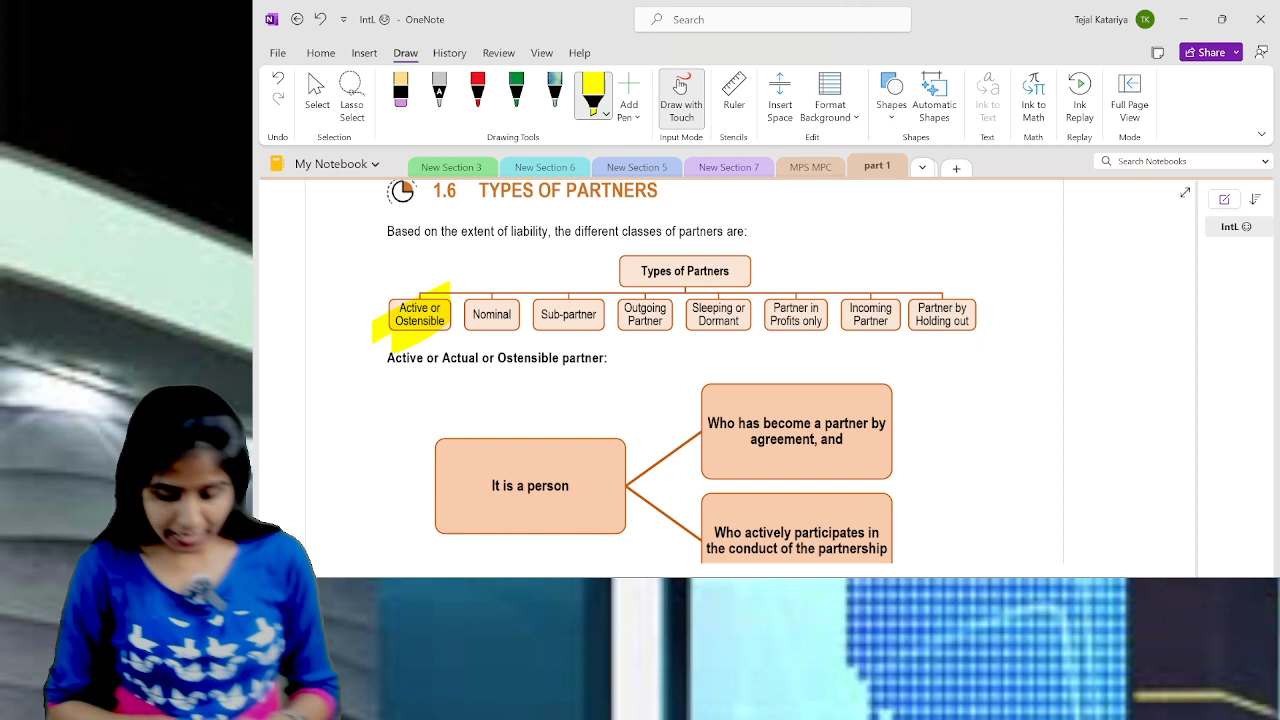 IntL ☺ - OneNote
Search
Tejal Katariya
TK
File Home Insert Draw History Review View Help
Share
Select
Lasso Select
Add Pen
Draw with Touch
Ruler
Insert Space
Format Background
Shapes
Automatic Shapes
Ink to Text
Ink to Math
Ink Replay
Full Page View
Undo
Selection
Drawing Tools
Input Mode
Stencils
Edit
Shapes
Text
Math
Replay
Mode
My Notebook
New Section 3
New Section 6
New Section 5
New Section 7
MPS MPC
part 1
Search Notebooks
IntL ☺
1.6 TYPES OF PARTNERS
Based on the extent of liability, the different classes of partners are:
Types of Partners
Active or
Ostensible
Nominal
Sub-partner
Outgoing
Partner
Sleeping or
Dormant
Partner in
Profits only
Incoming
Partner
Partner by
Holding out
Active or Actual or Ostensible partner:
It is a person
Who has become a partner by
agreement, and
Who actively participates in
the conduct of the partnership